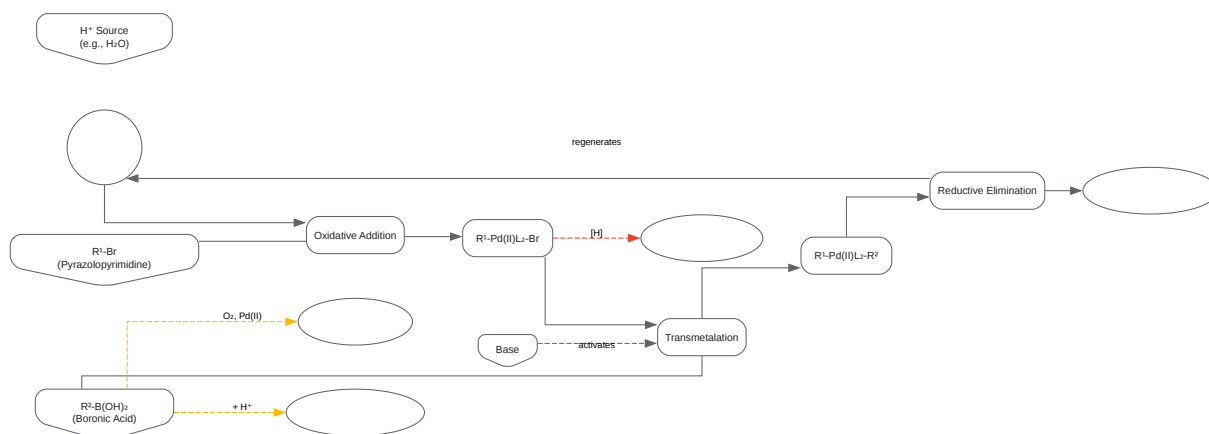 H⁺ Source
(e.g., H₂O)
regenerates
Reductive Elimination
Oxidative Addition
R¹-Pd(II)L₂-Br
[H]
R¹-Br
(Pyrazolopyrimidine)
R¹-Pd(II)L₂-R²
O₂, Pd(II)
Base
activates
Transmetalation
R²-B(OH)₂
(Boronic Acid)
+ H⁺